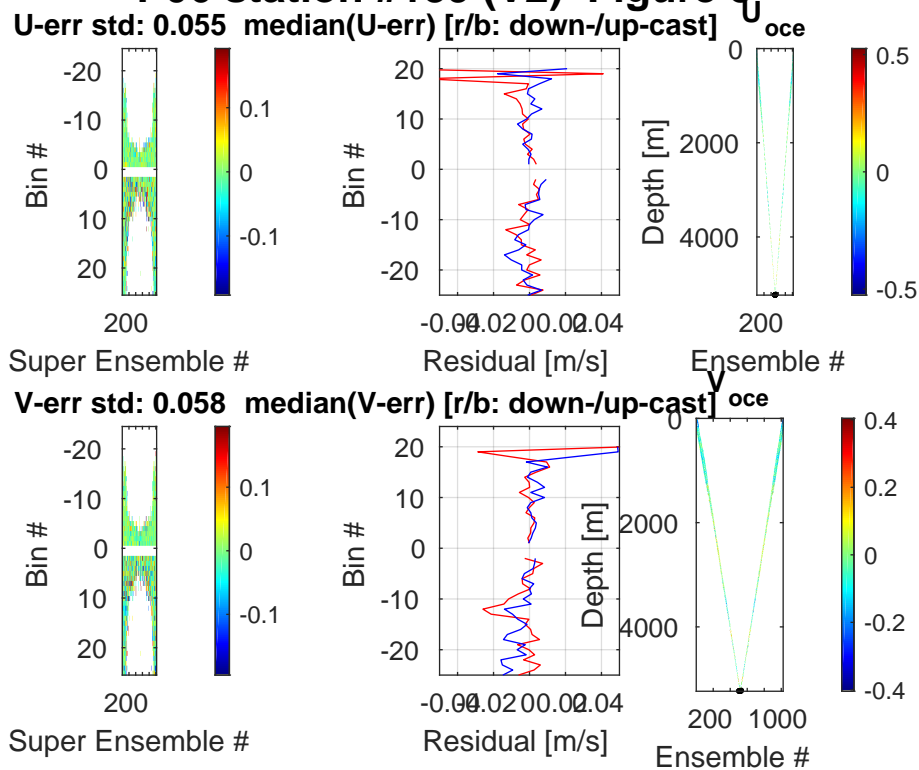 U-err std: 0.055 median(U-err) [r/b: down-/up-cast]
U oce
-20
-10
0
10
20
Bin #
200
Super Ensemble #
0.1
0
-0.1
20
10
0
-10
-20
Bin #
Residual [m/s]
0
2000
4000
Depth [m]
200
Ensemble #
0.5
0
-0.5
V-err std: 0.058 median(V-err) [r/b: down-/up-cast]
V oce
-20
-10
0
10
20
Bin #
200
Super Ensemble #
0.1
0
-0.1
20
10
0
-10
-20
Bin #
Residual [m/s]
0
2000
4000
Depth [m]
200 1000
Ensemble #
0.4
0.2
0
-0.2
-0.4